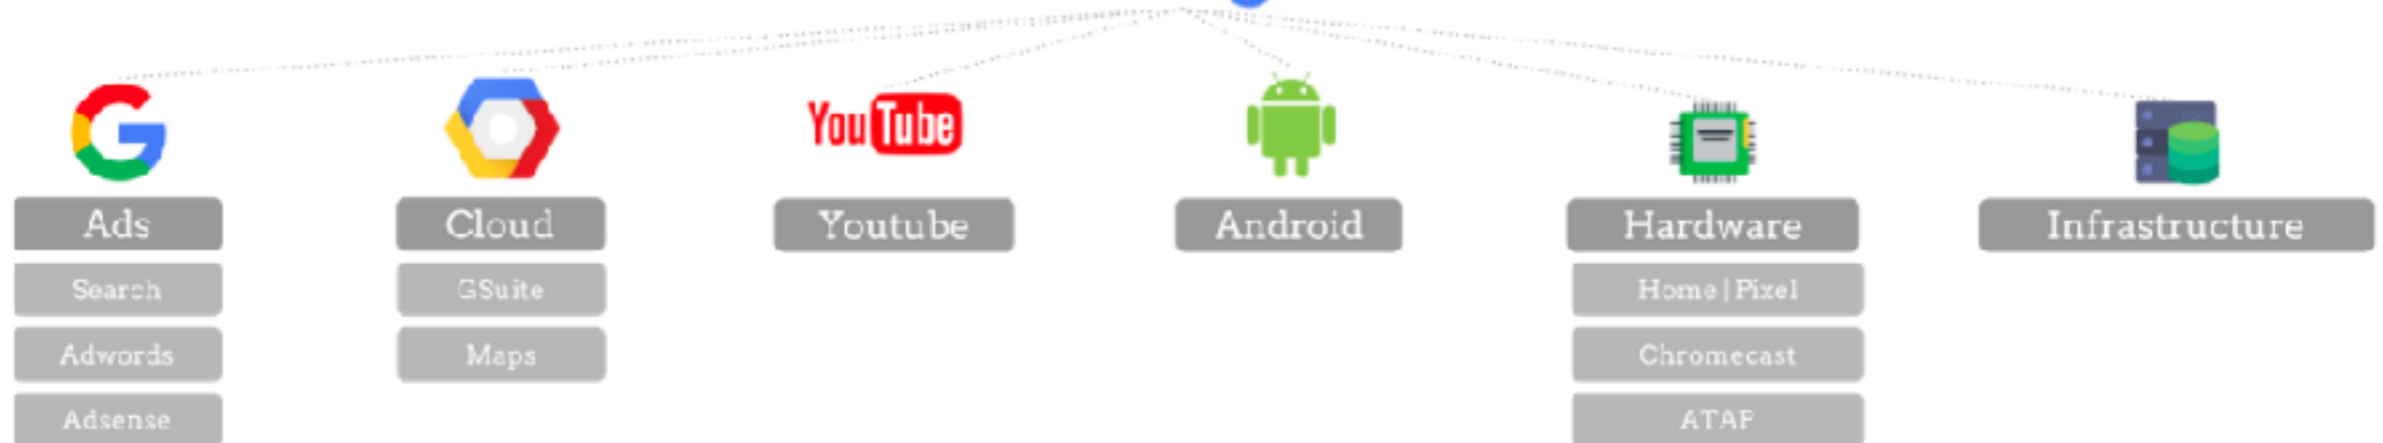 YouTube
Ads
Cloud
Youtube
Android
Hardware
Infrastructure
Search
GSuite
Home | Pixel
Adwords
Maps
Chromecast
Adsense
ATAP